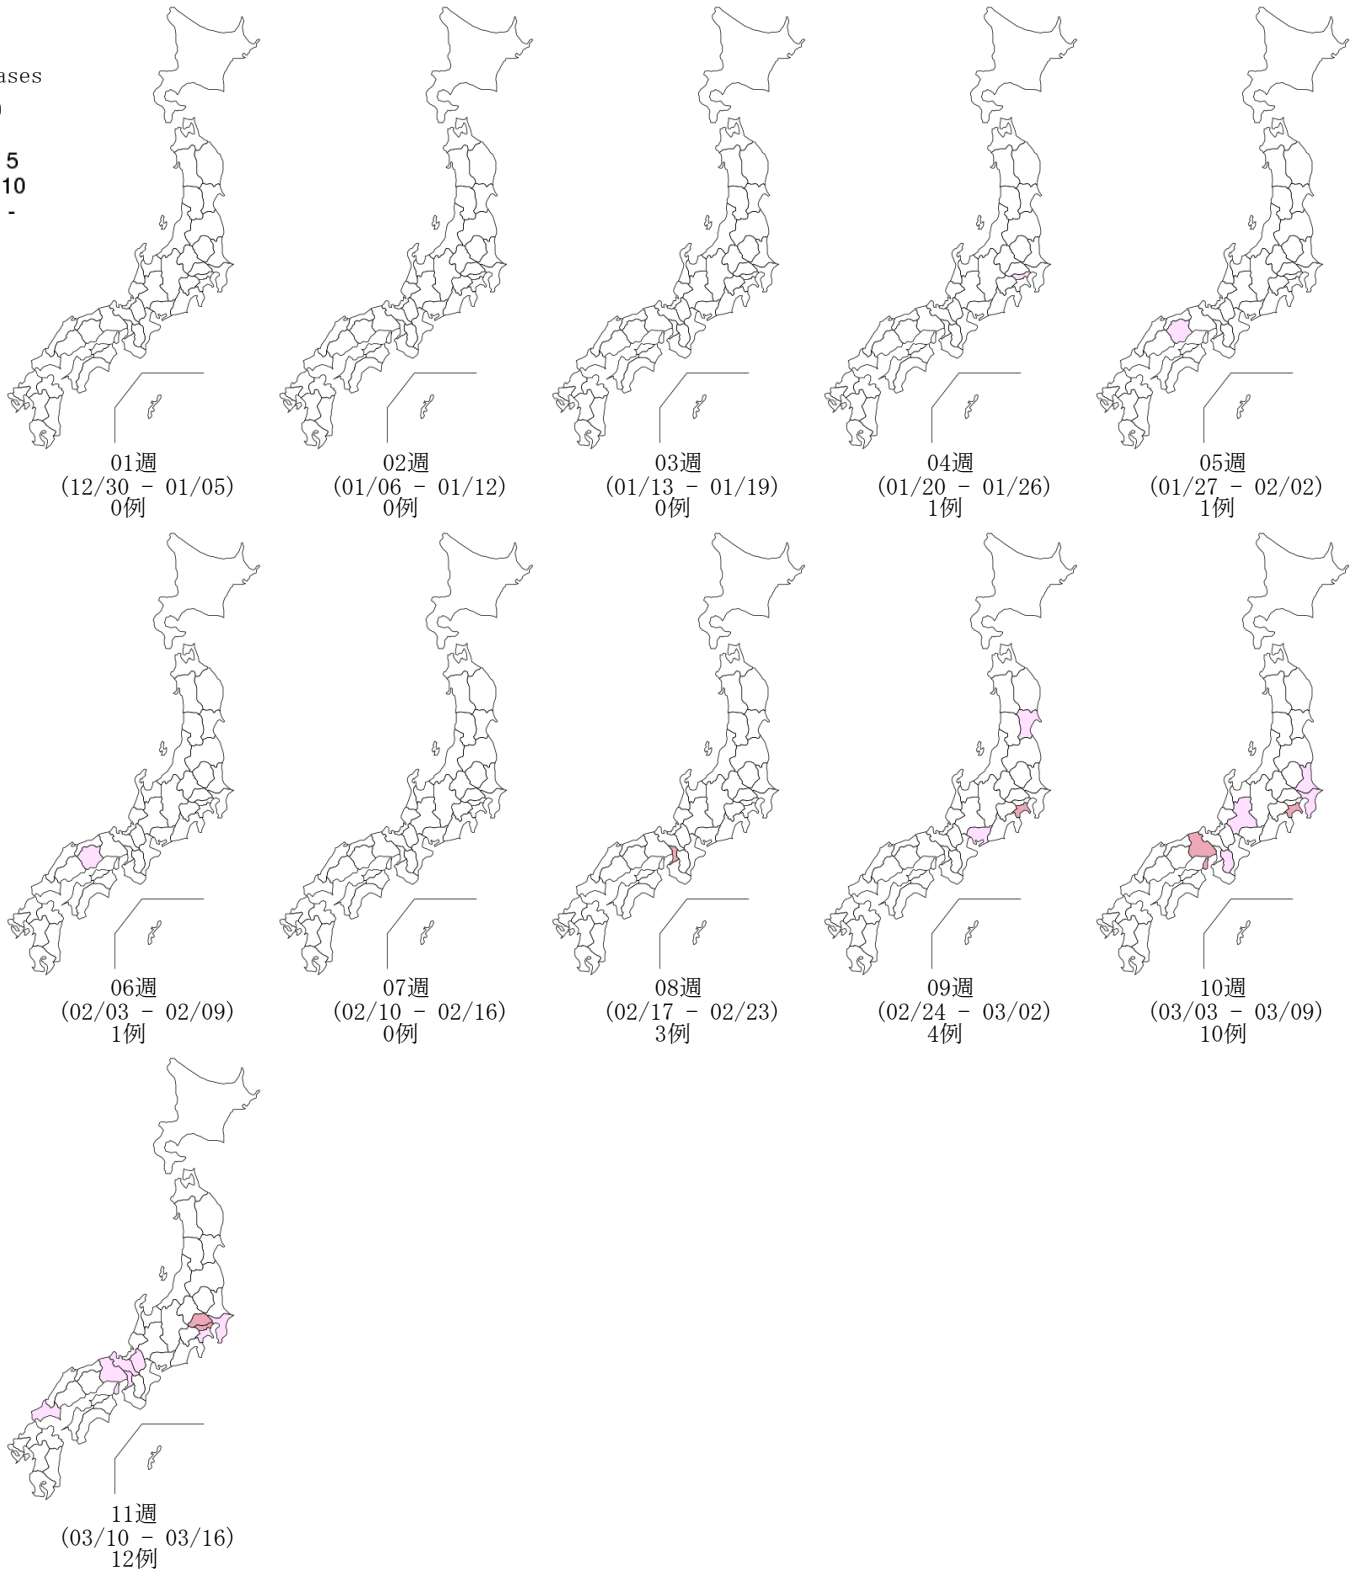 ases
5
10
-
01週
(12/30 - 01/05)
0例
02週
(01/06 - 01/12)
0例
03週
(01/13 - 01/19)
0例
04週
(01/20 - 01/26)
1例
05週
(01/27 - 02/02)
1例
06週
(02/03 - 02/09)
1例
07週
(02/10 - 02/16)
0例
08週
(02/17 - 02/23)
3例
09週
(02/24 - 03/02)
4例
10週
(03/03 - 03/09)
10例
11週
(03/10 - 03/16)
12例